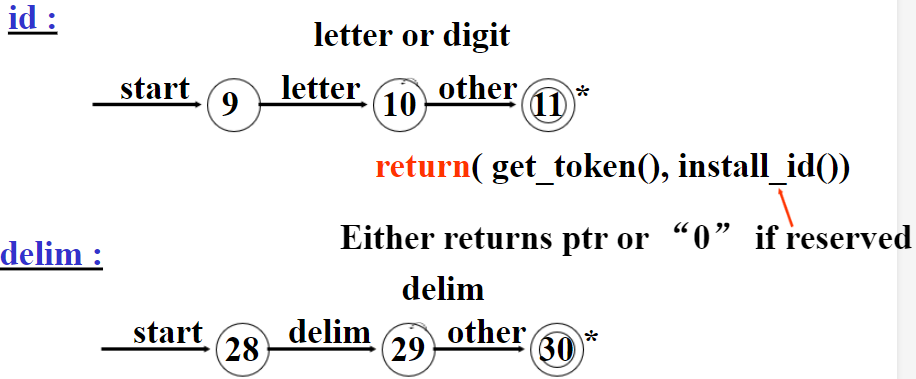 id :
letter or digit
start 9 letter 10 other 11 *
return( get_token(), install_id())
Either returns ptr or “0” if reserved
delim :
delim
start 28 delim 29 other 30 *